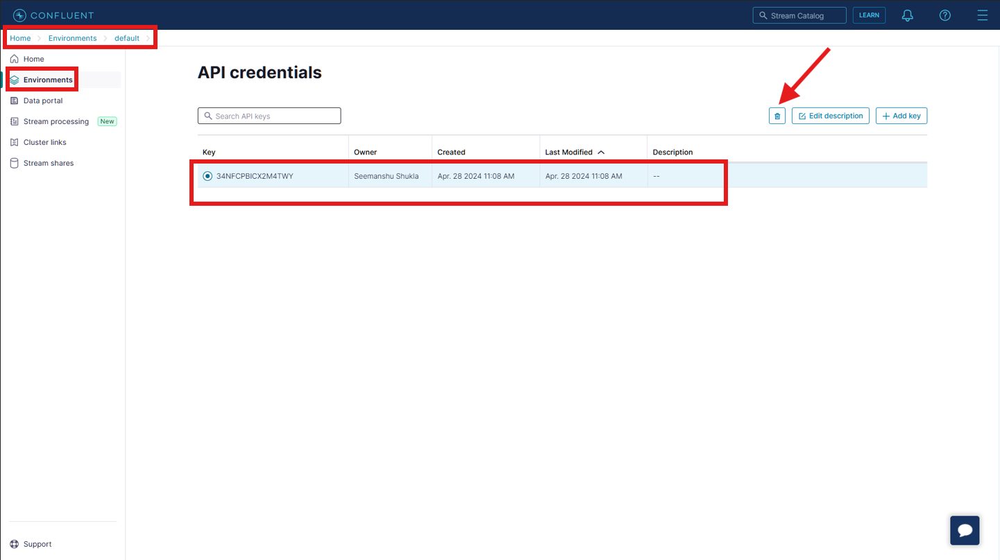 CONFLUENT
Stream Catalog
LEARN
Home > Environments > default >
Home
Environments
Data portal
Stream processing New
Cluster links
Stream shares
API credentials
Search API keys
Edit description
+ Add key
Key Owner Created Last Modified Description
34NFCPBICX2M4TWY Seemanshu Shukla Apr. 28 2024 11:08 AM Apr. 28 2024 11:08 AM --
Support